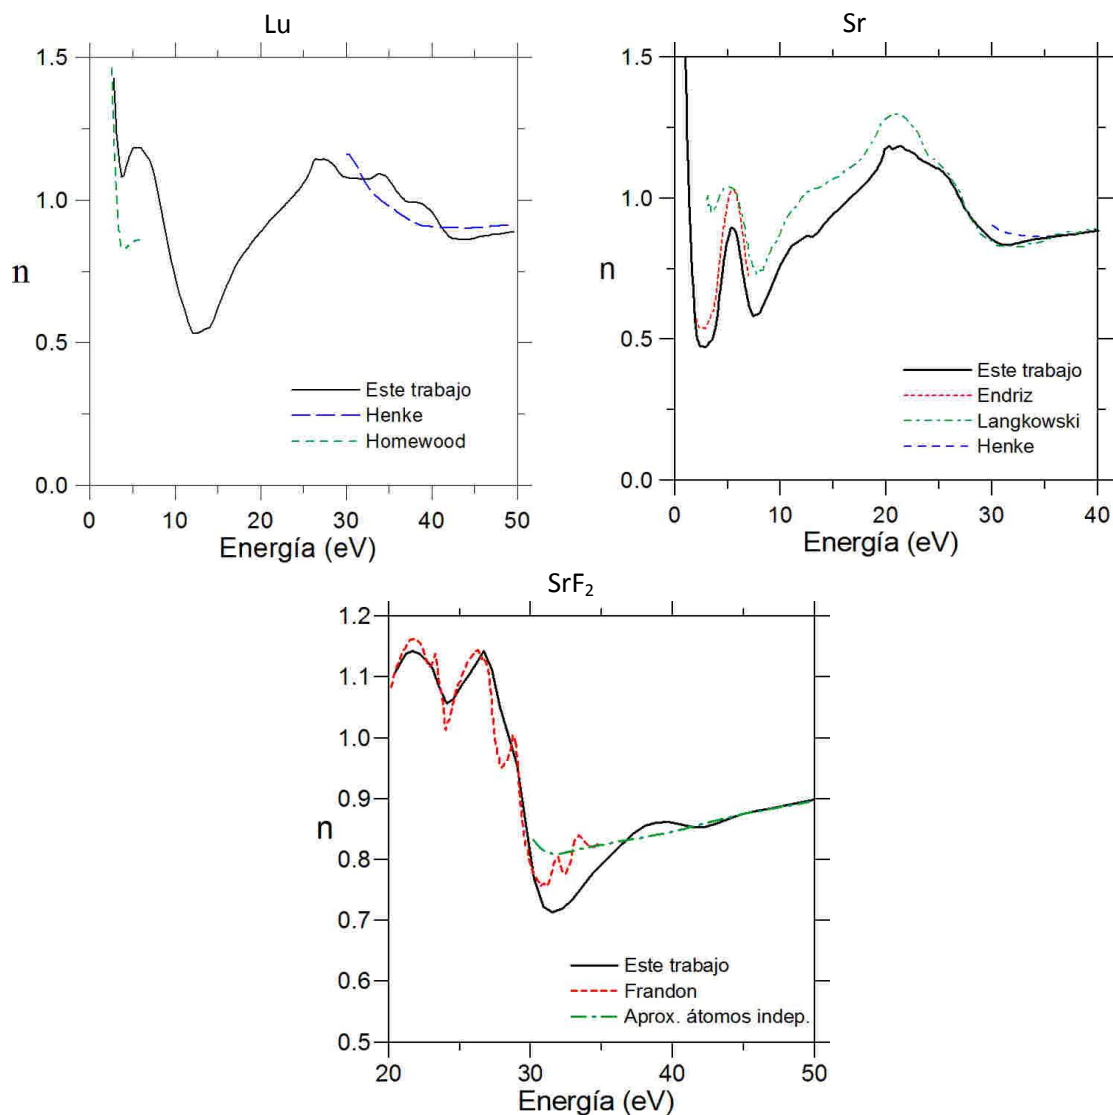 Lu
1.5
1.0
n
0.5
0.0
Este trabajo
Henke
Homewood
0 10 20 30 40 50
Energía (eV)
Sr
1.5
1.0
n
0.5
0.0
Este trabajo
Endriz
Langkowski
Henke
0 10 20 30 40
Energía (eV)
SrF₂
1.2
1.1
1.0
0.9
n
0.8
0.7
0.6
0.5
Este trabajo
Frandon
Aprox. átomos indep.
20 30 40 50
Energía (eV)